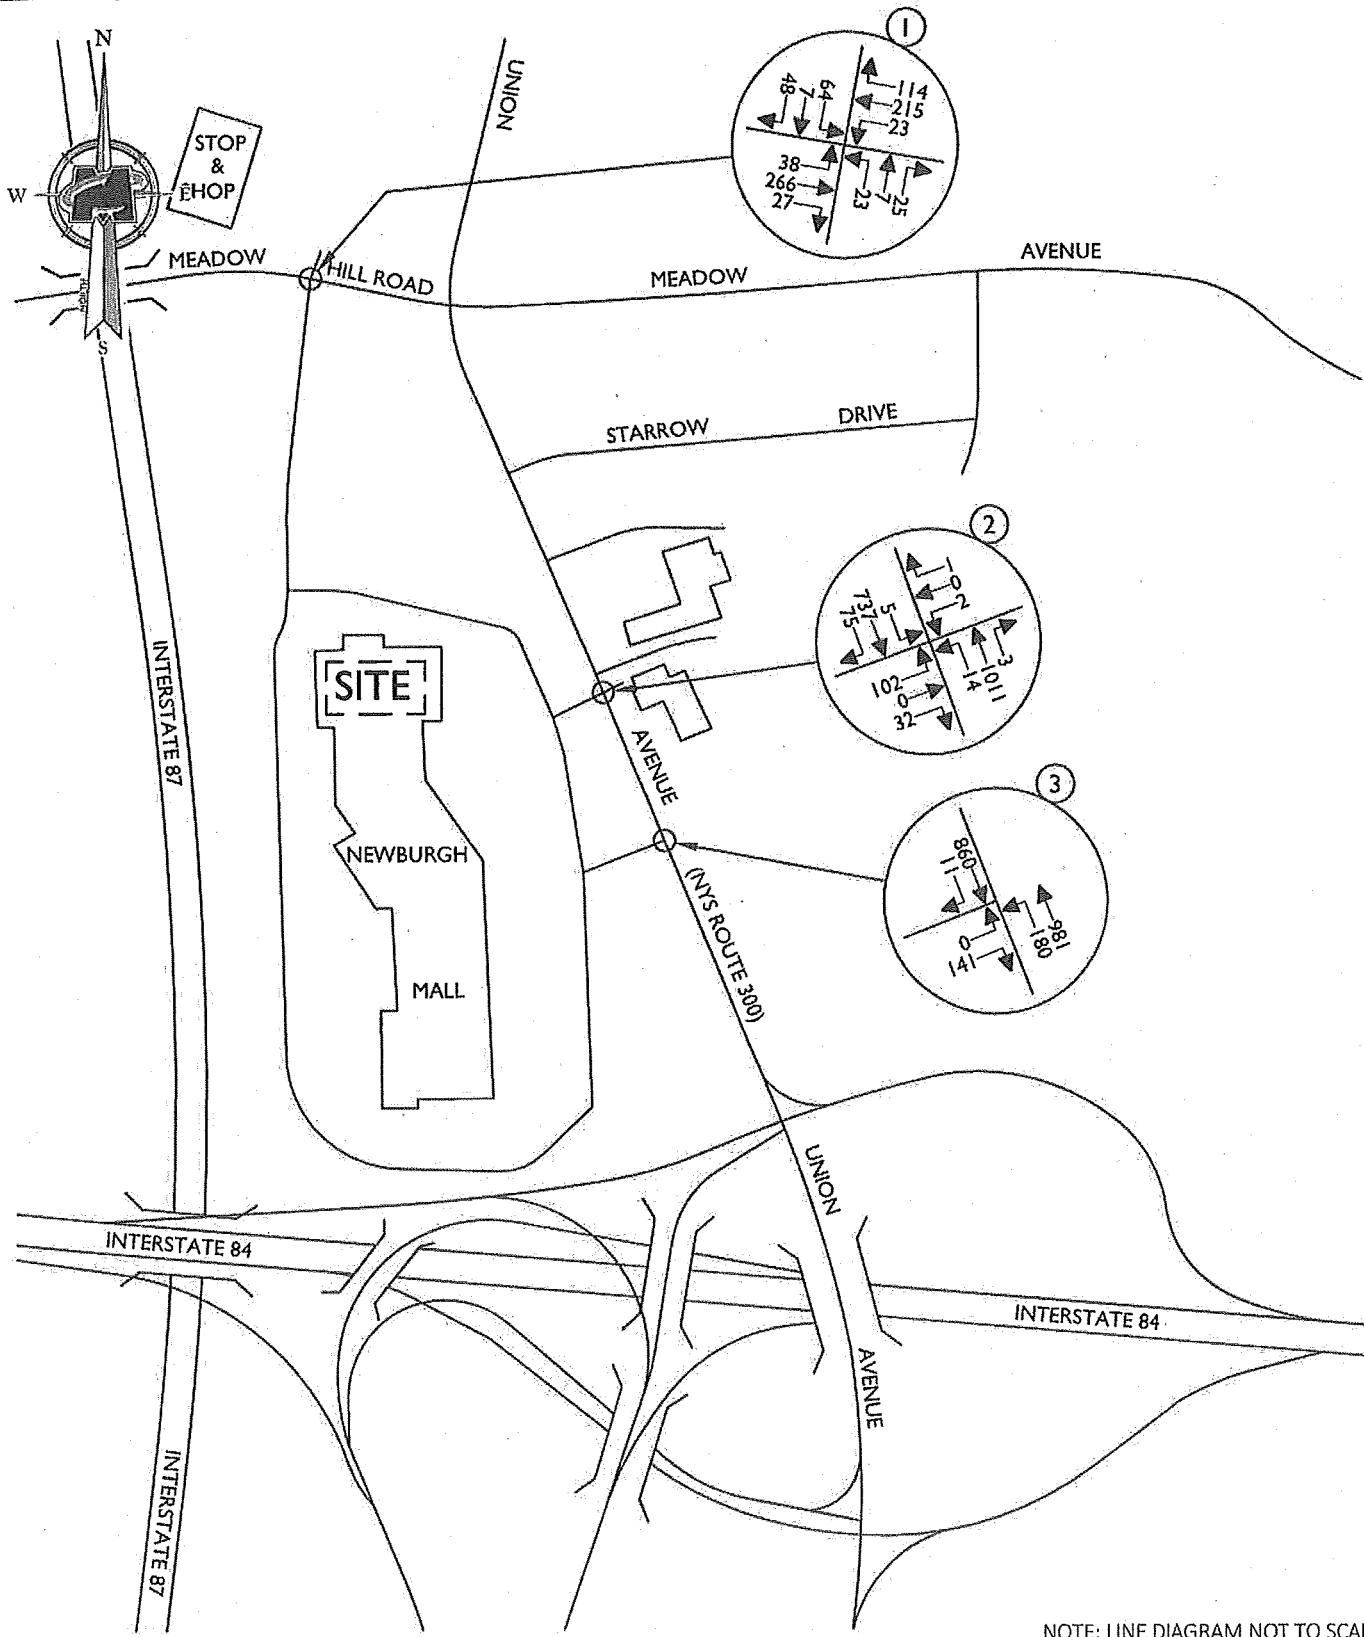 N
W
E
S
STOP
&
SHOP
UNION
MEADOW
HILL ROAD
MEADOW
AVENUE
1
48
7
64
114
215
23
38
266
27
23
7
25
STARROW
DRIVE
2
737
75
5
1
0
2
102
0
32
14
1011
3
SITE
INTERSTATE 87
AVENUE
3
860
11
0
141
180
981
NEWBURGH
MALL
(NYS ROUTE 300)
UNION
INTERSTATE 84
INTERSTATE 84
AVENUE
INTERSTATE 87
NOTE: LINE DIAGRAM NOT TO SCAL